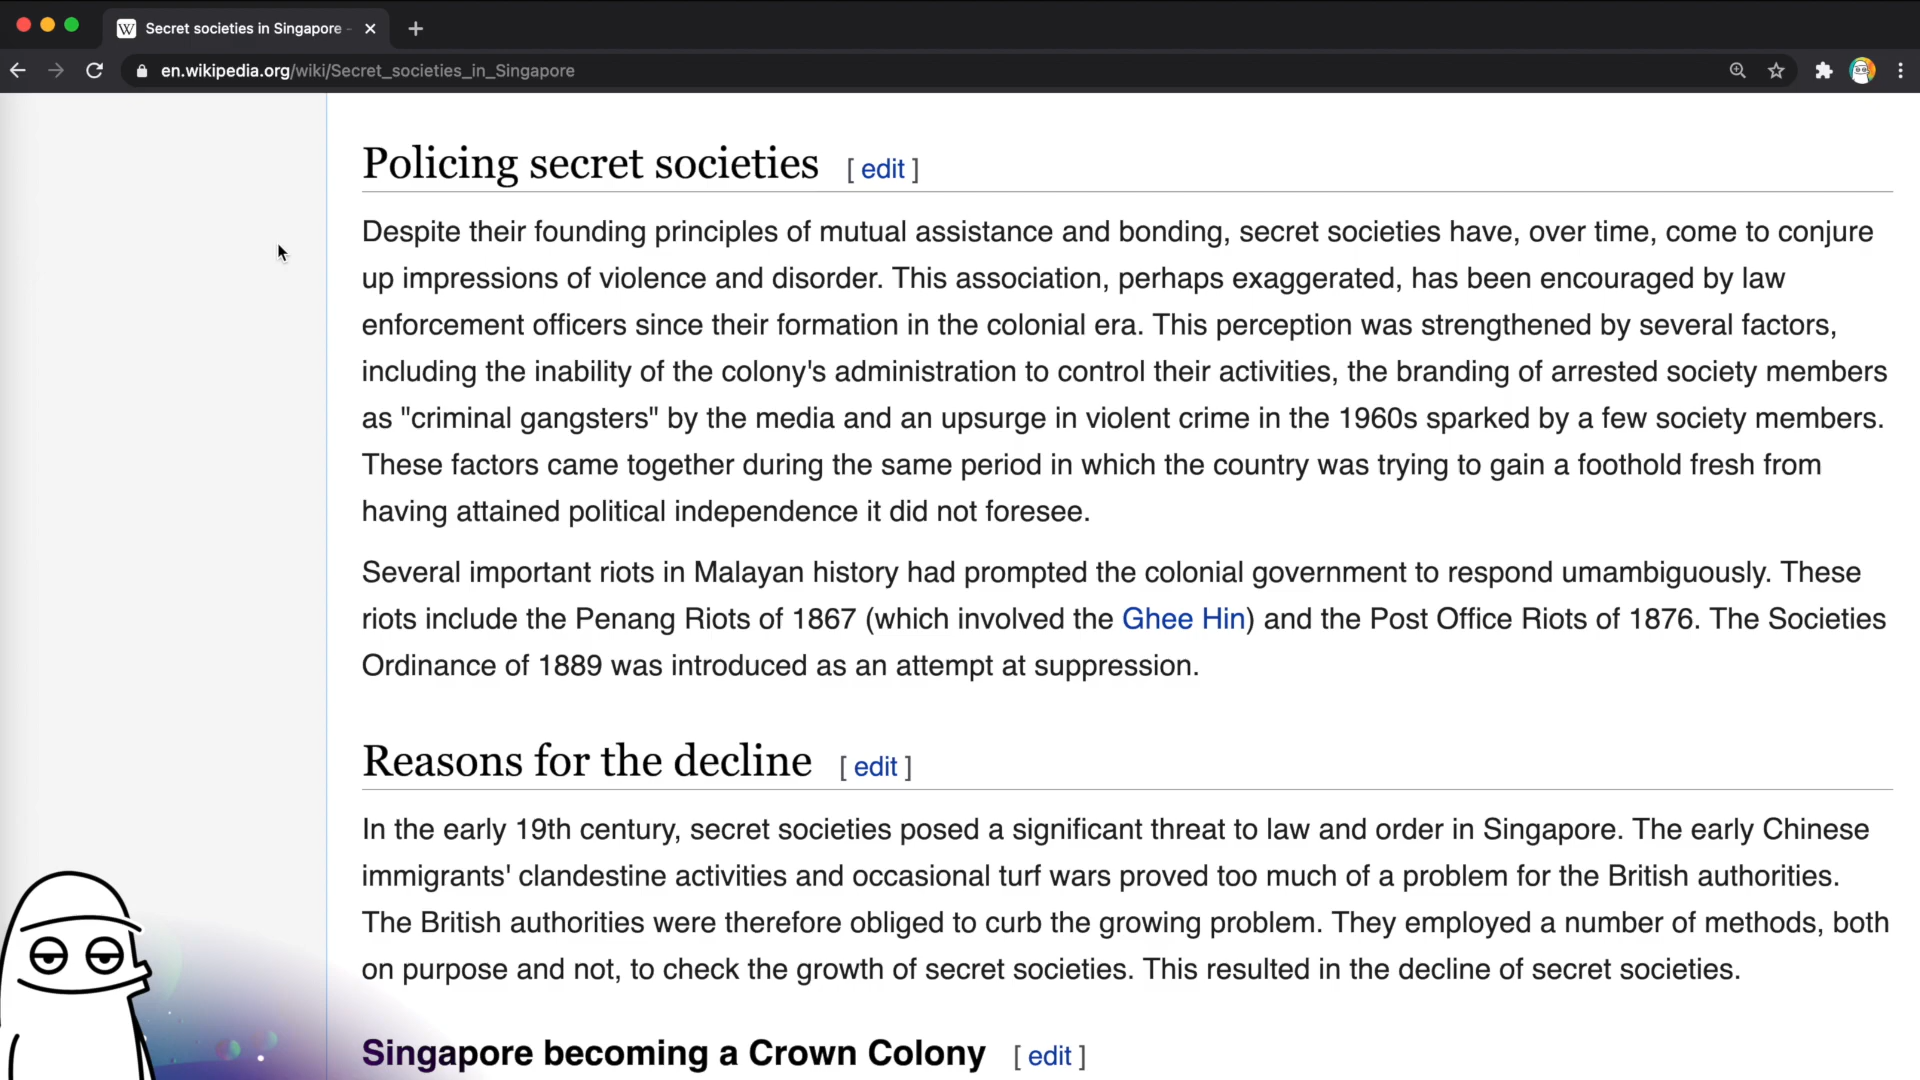 Secret societies in Singapore -
en.wikipedia.org/wiki/Secret_societies_in_Singapore
Policing secret societies [ edit ]
Despite their founding principles of mutual assistance and bonding, secret societies have, over time, come to conjure
up impressions of violence and disorder. This association, perhaps exaggerated, has been encouraged by law
enforcement officers since their formation in the colonial era. This perception was strengthened by several factors,
including the inability of the colony's administration to control their activities, the branding of arrested society members
as "criminal gangsters" by the media and an upsurge in violent crime in the 1960s sparked by a few society members.
These factors came together during the same period in which the country was trying to gain a foothold fresh from
having attained political independence it did not foresee.
Several important riots in Malayan history had prompted the colonial government to respond umambiguously. These
riots include the Penang Riots of 1867 (which involved the Ghee Hin) and the Post Office Riots of 1876. The Societies
Ordinance of 1889 was introduced as an attempt at suppression.
Reasons for the decline [ edit ]
In the early 19th century, secret societies posed a significant threat to law and order in Singapore. The early Chinese
immigrants' clandestine activities and occasional turf wars proved too much of a problem for the British authorities.
The British authorities were therefore obliged to curb the growing problem. They employed a number of methods, both
on purpose and not, to check the growth of secret societies. This resulted in the decline of secret societies.
Singapore becoming a Crown Colony [ edit ]